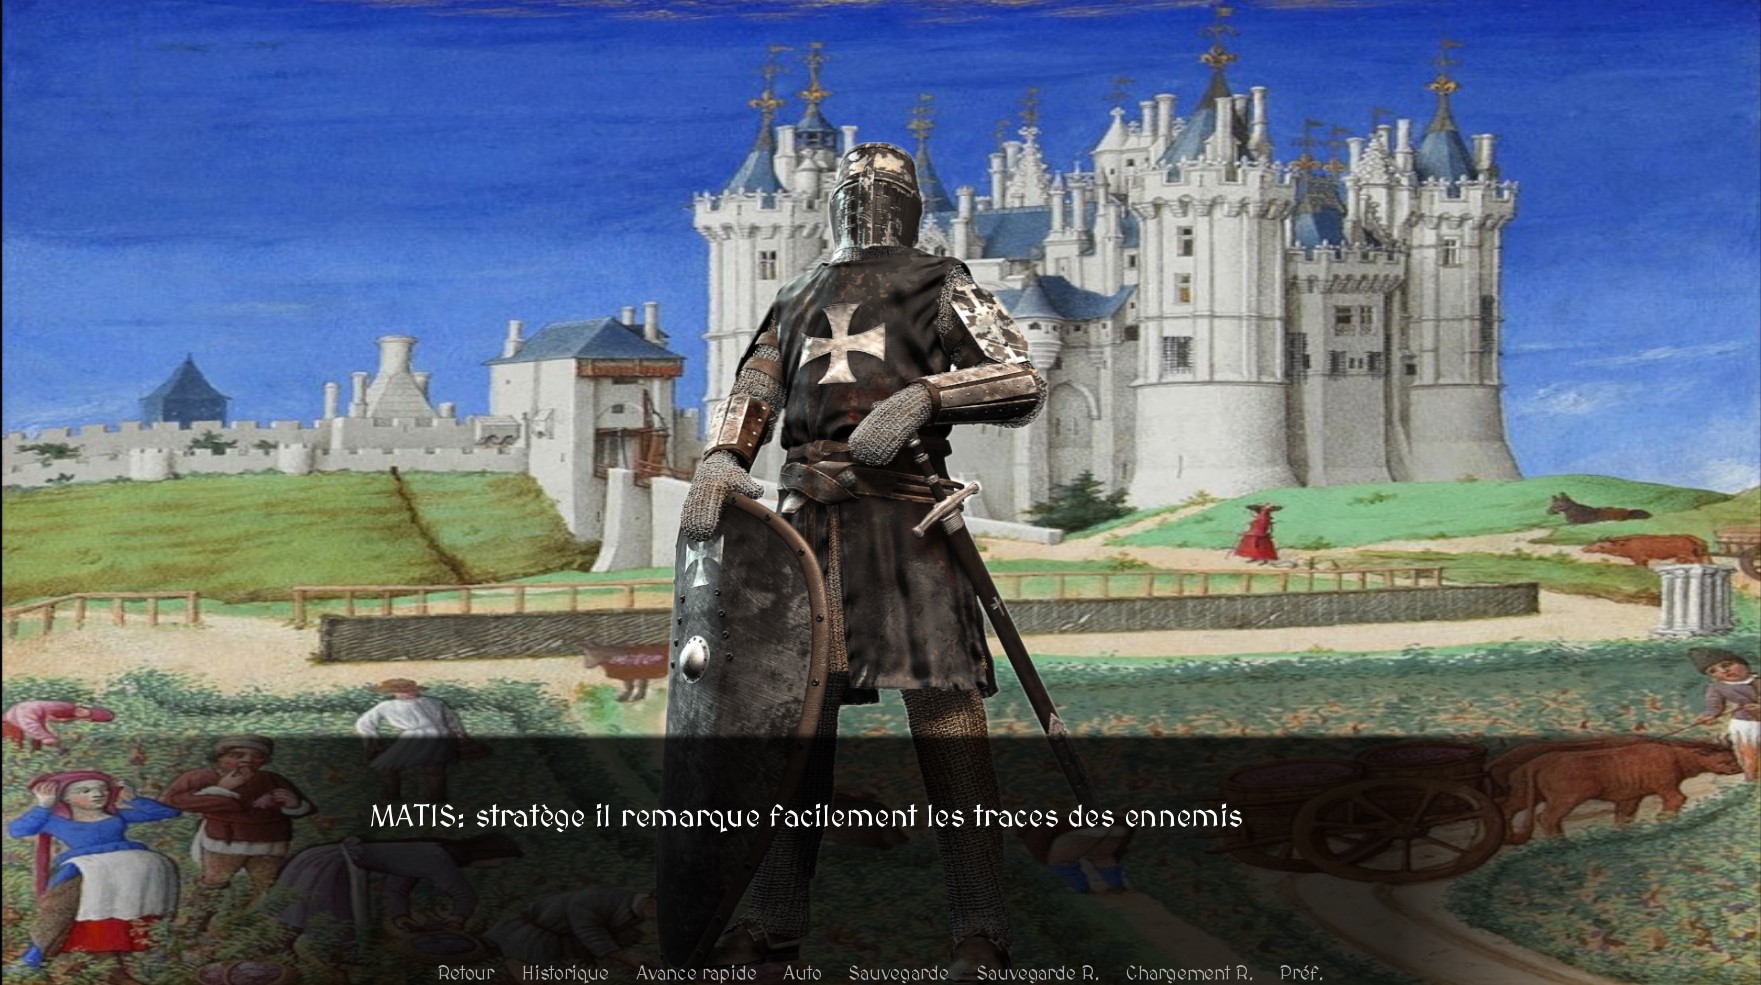 MATIS: stratège il remarque facilement les traces des ennemis
Retour Historique Avance rapide Auto Sauvegarde Sauvegarde R. Chargement R. Préf.